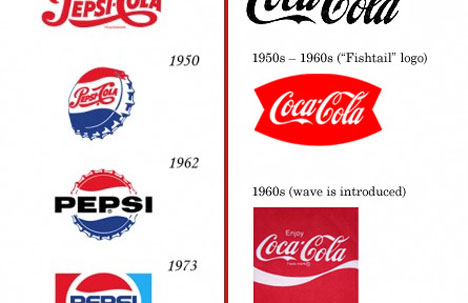 PEPSI-COLA
1950
PEPSI-COLA
1962
PEPSI
1973
PEPSI
Coca-Cola
1950s – 1960s (“Fishtail” logo)
Coca-Cola
1960s (wave is introduced)
Enjoy
Coca-Cola